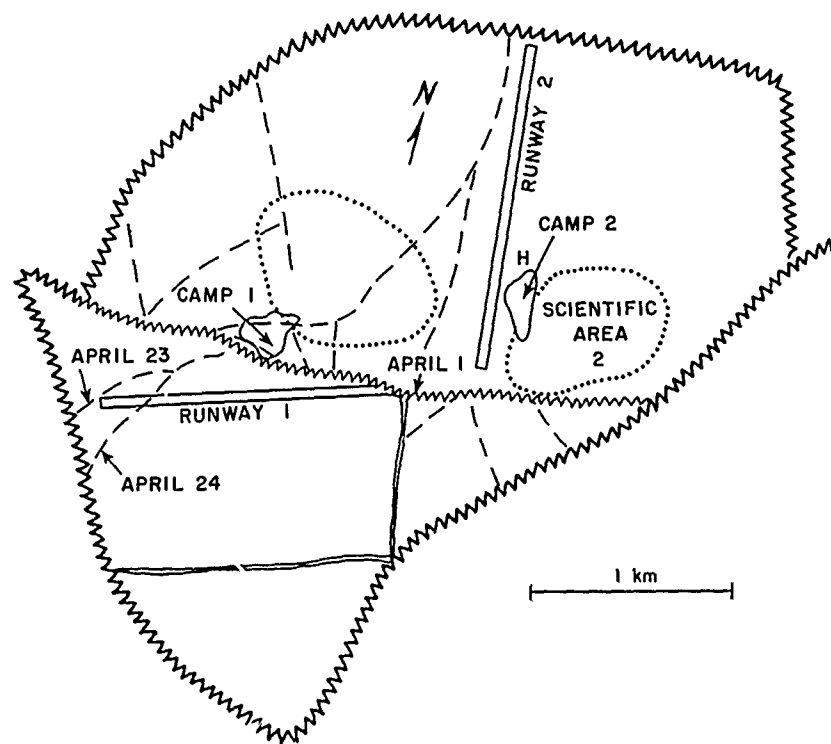 N
RUNWAY 2
H
CAMP 2
CAMP 1
SCIENTIFIC
AREA
2
APRIL 23
APRIL 1
RUNWAY 1
APRIL 24
1 km